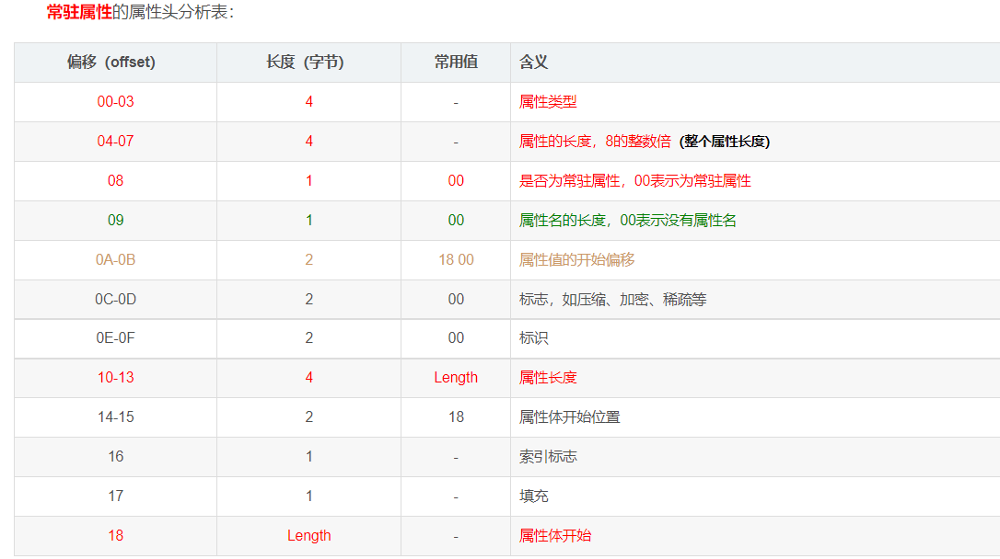 常驻属性的属性头分析表：
偏移（offset） 长度（字节） 常用值 含义
00-03 4 - 属性类型
04-07 4 - 属性的长度，8的整数倍（整个属性长度）
08 1 00 是否为常驻属性，00表示为常驻属性
09 1 00 属性名的长度，00表示没有属性名
0A-0B 2 18 00 属性值的开始偏移
0C-0D 2 00 标志，如压缩、加密、稀疏等
0E-0F 2 00 标识
10-13 4 Length 属性长度
14-15 2 18 属性体开始位置
16 1 - 索引标志
17 1 - 填充
18 Length - 属性体开始